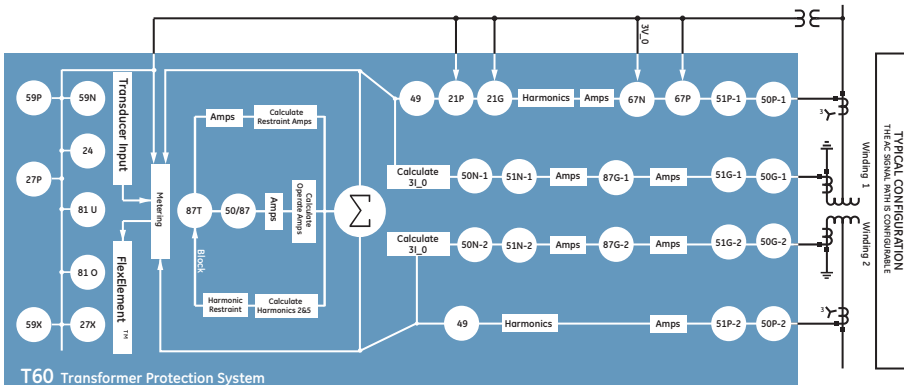 3V_0
59P
59N
Transducer Input
49
21P
21G
Harmonics
Amps
67N
67P
51P-1
50P-1
3
Amps
Calculate
Restraint Amps
24
27P
81 U
Metering
87T
50/87
Amps
Calculate
Operate Amps
Σ
Calculate
3I_0
50N-1
51N-1
Amps
87G-1
Amps
51G-1
50G-1
Winding 1
Calculate
3I_0
50N-2
51N-2
Amps
87G-2
Amps
51G-2
50G-2
Winding 2
Block
81 O
FlexElement™
Harmonic
Restraint
Calculate
Harmonics 2&5
59X
27X
49
Harmonics
Amps
51P-2
50P-2
3
TYPICAL CONFIGURATION
THE AC SIGNAL PATH IS CONFIGURABLE
T60 Transformer Protection System